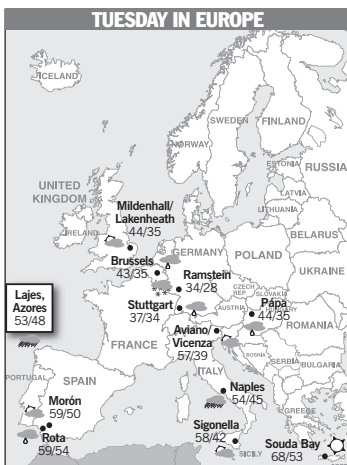 TUESDAY IN EUROPE
ICELAND
SWEDEN
FINLAND
NORWAY
ESTONIA
RUSSIA
LATVIA
LITHUANIA
UNITED
KINGDOM
IRELAND
Mildenhall/
Lakenheath
44/35
BELARUS
Brussels
43/35
GERMANY
POLAND
UKRAINE
Ramstein
34/28
CZECH
REP
SLOVAKIA
Lajes,
Azores
53/48
Stuttgart
37/34
AUSTRIA
Pápa
44/35
HUNGARY
ROMANIA
FRANCE
Aviano/
Vicenza
57/39
BOSNIA
SERBIA
BULGARIA
ITALY
PORTUGAL
SPAIN
Morón
59/50
Naples
54/45
GREECE
Rota
59/54
Sigonella
58/42
SICILY
Souda Bay
68/53